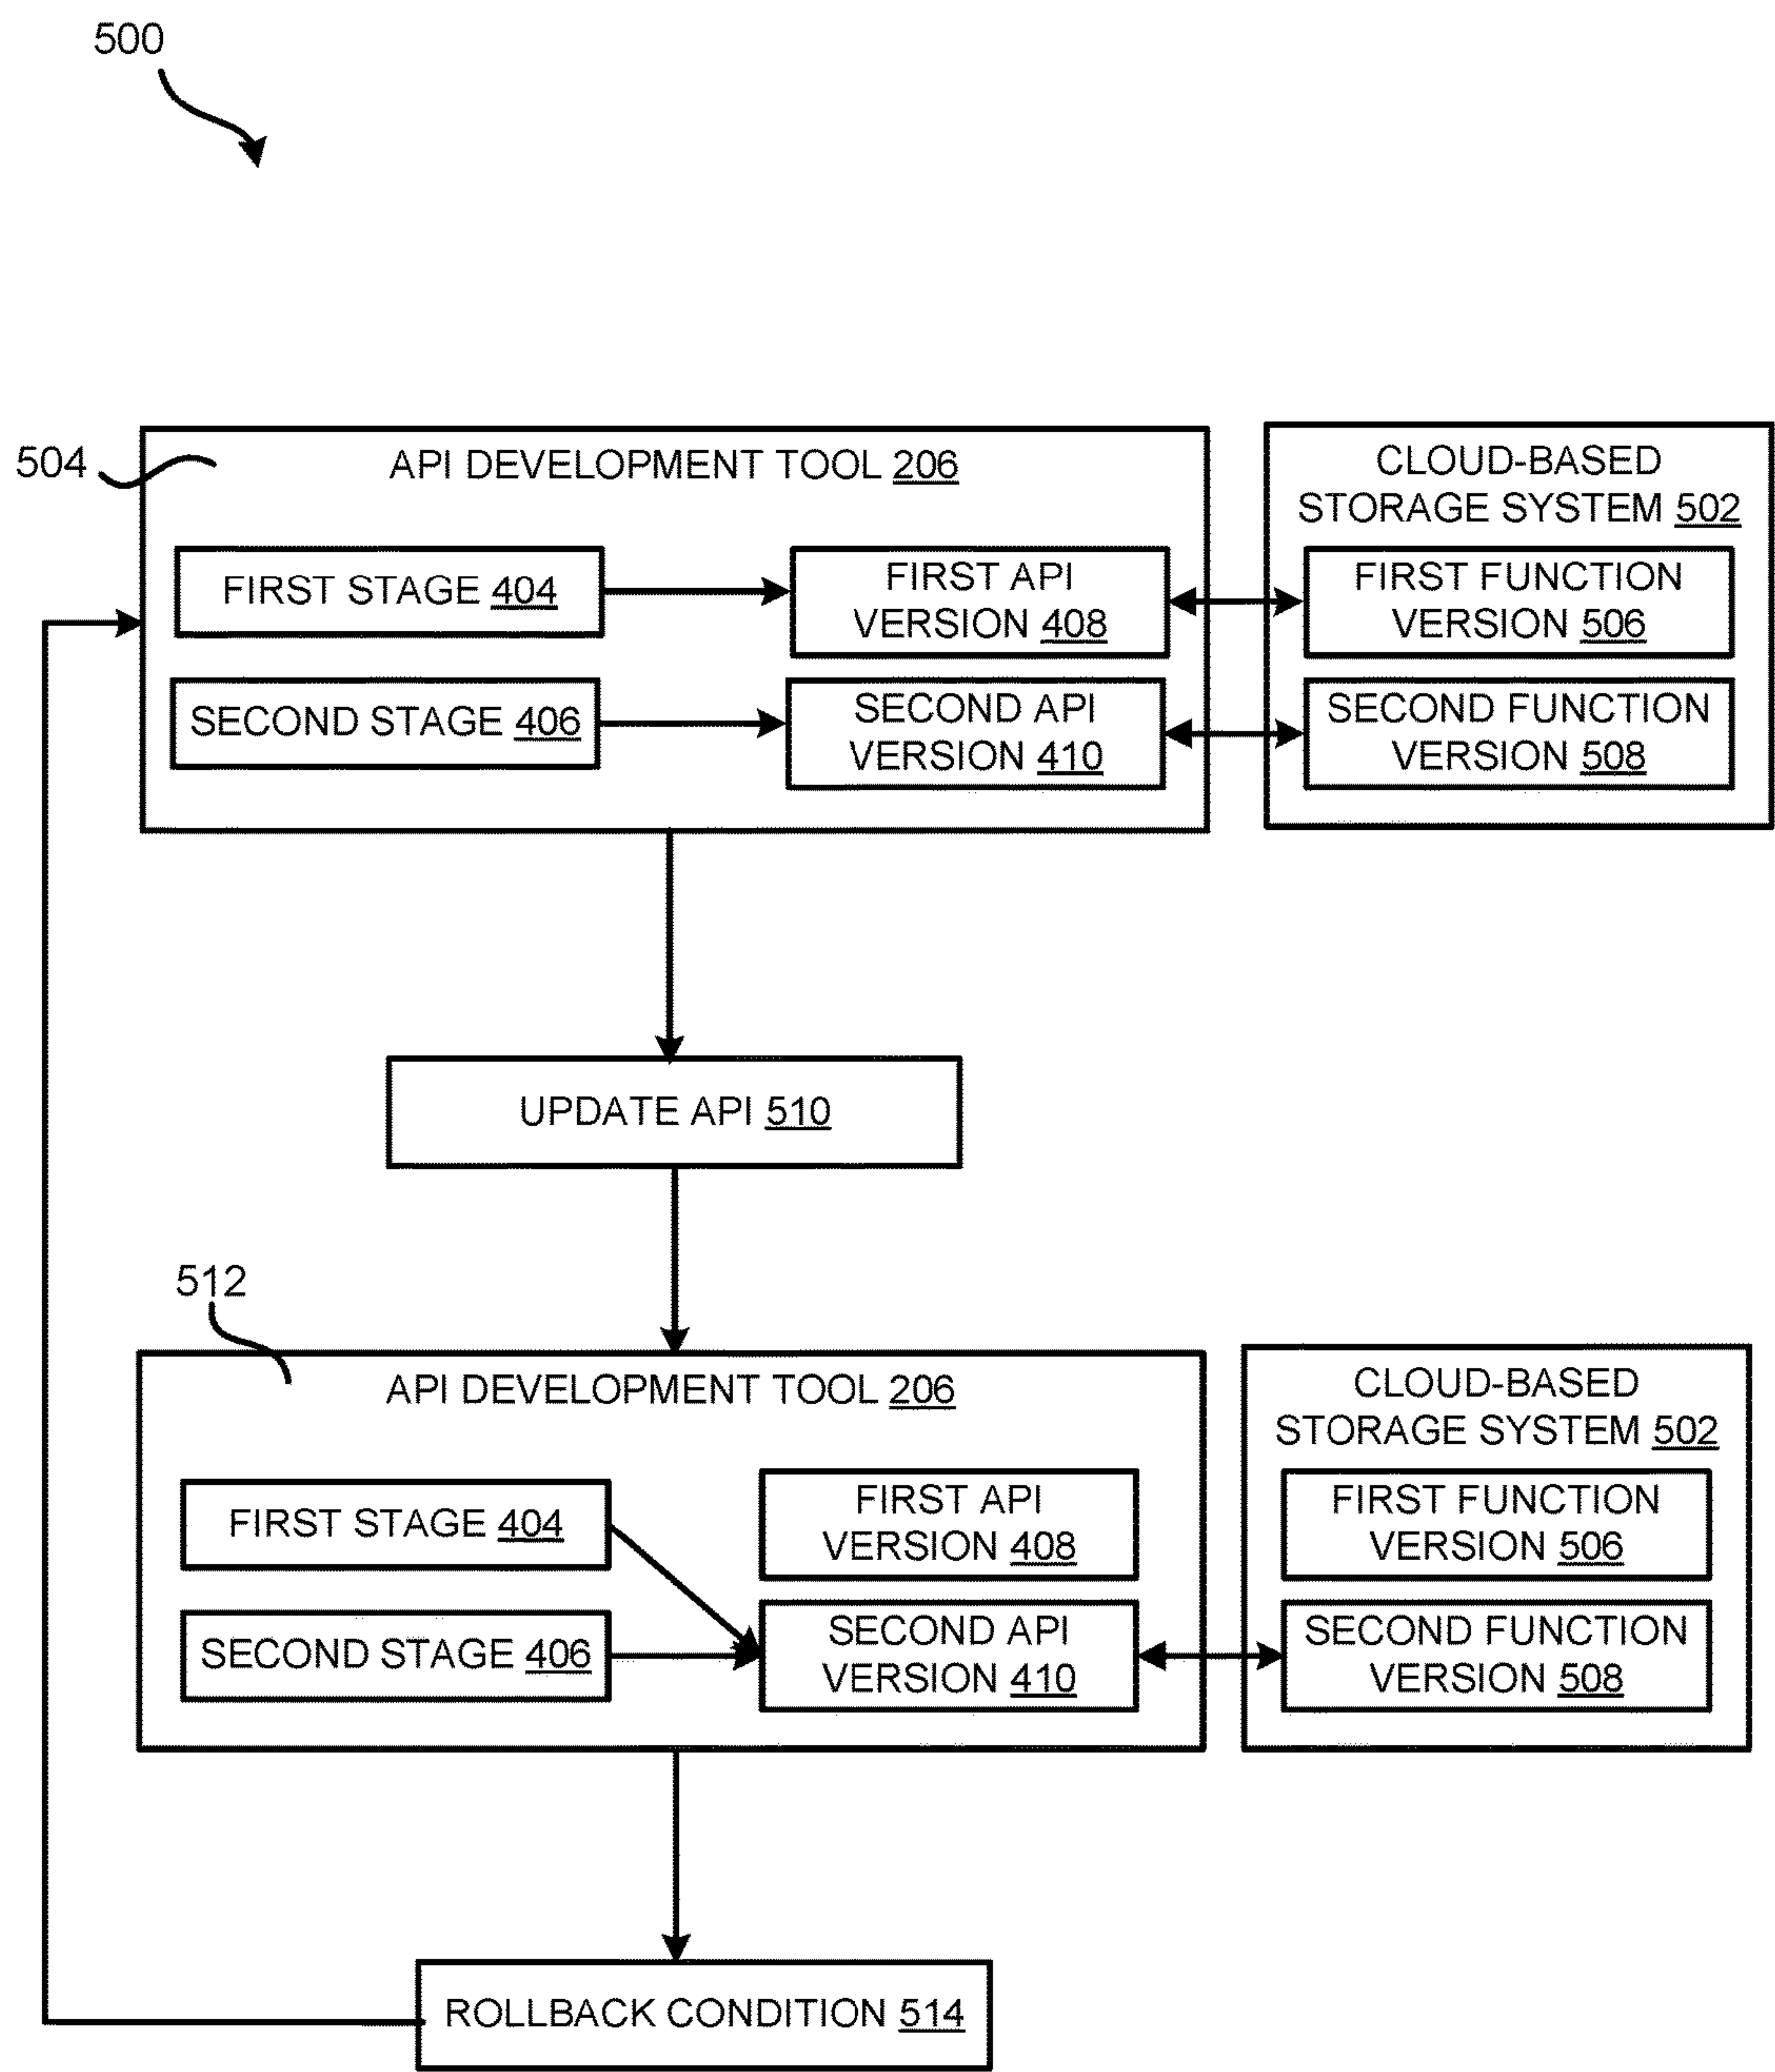 500
504
API DEVELOPMENT TOOL 206
CLOUD-BASED
STORAGE SYSTEM 502
FIRST STAGE 404
FIRST API
VERSION 408
FIRST FUNCTION
VERSION 506
SECOND STAGE 406
SECOND API
VERSION 410
SECOND FUNCTION
VERSION 508
UPDATE API 510
512
API DEVELOPMENT TOOL 206
CLOUD-BASED
STORAGE SYSTEM 502
FIRST STAGE 404
FIRST API
VERSION 408
FIRST FUNCTION
VERSION 506
SECOND STAGE 406
SECOND API
VERSION 410
SECOND FUNCTION
VERSION 508
ROLLBACK CONDITION 514